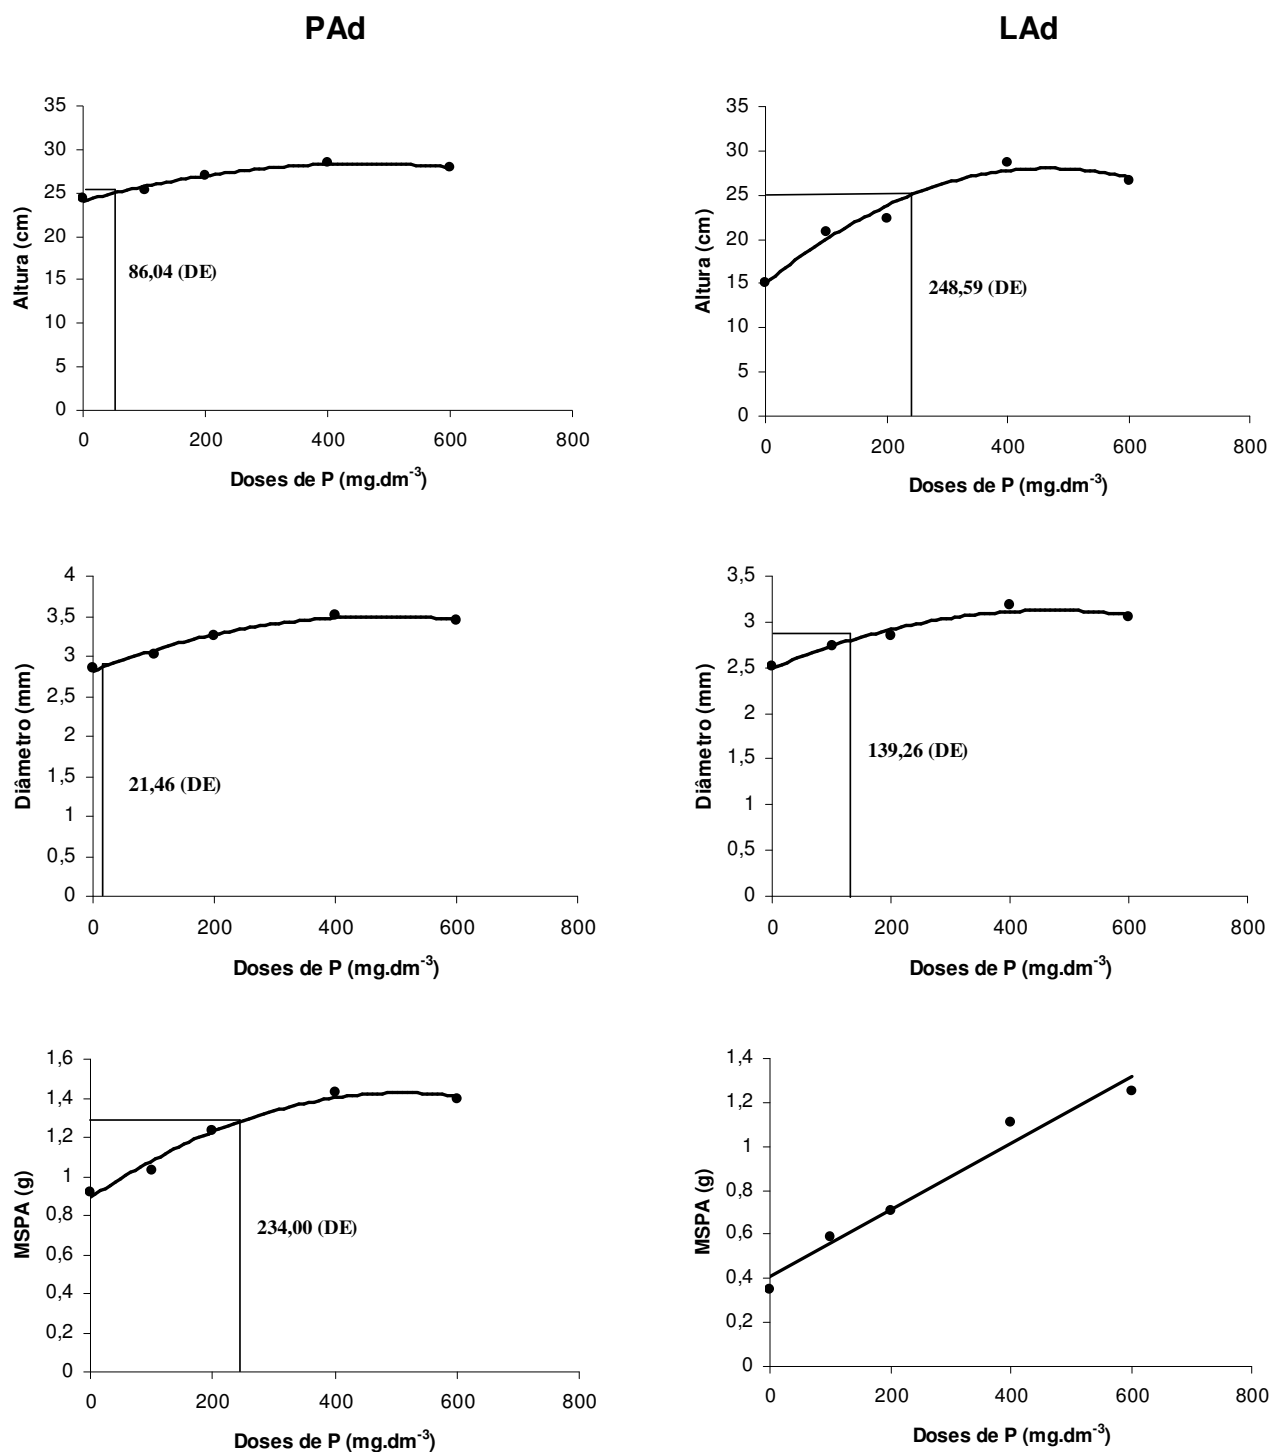 PAd
LAd
35
30
25
20
15
10
5
0
Altura (cm)
86,04 (DE)
0 200 400 600 800
Doses de P (mg.dm-3)
35
30
25
20
15
10
5
0
Altura (cm)
248,59 (DE)
0 200 400 600 800
Doses de P (mg.dm-3)
4
3,5
3
2,5
2
1,5
1
0,5
0
Diâmetro (mm)
21,46 (DE)
0 200 400 600 800
Doses de P (mg.dm-3)
3,5
3
2,5
2
1,5
1
0,5
0
Diâmetro (mm)
139,26 (DE)
0 200 400 600 800
Doses de P (mg.dm-3)
1,6
1,4
1,2
1
0,8
0,6
0,4
0,2
0
MSPA (g)
234,00 (DE)
0 200 400 600 800
Doses de P (mg.dm-3)
1,4
1,2
1
0,8
0,6
0,4
0,2
0
MSPA (g)
0 200 400 600 800
Doses de P (mg.dm-3)